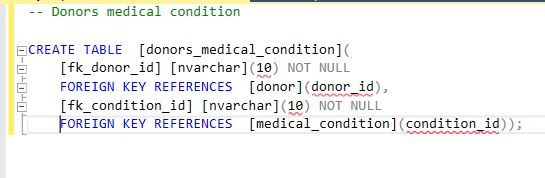 -- Donors medical condition
CREATE TABLE  [donors_medical_condition](
[fk_donor_id] [nvarchar](10) NOT NULL
FOREIGN KEY REFERENCES  [donor](donor_id),
[fk_condition_id] [nvarchar](10) NOT NULL
FOREIGN KEY REFERENCES  [medical_condition](condition_id));